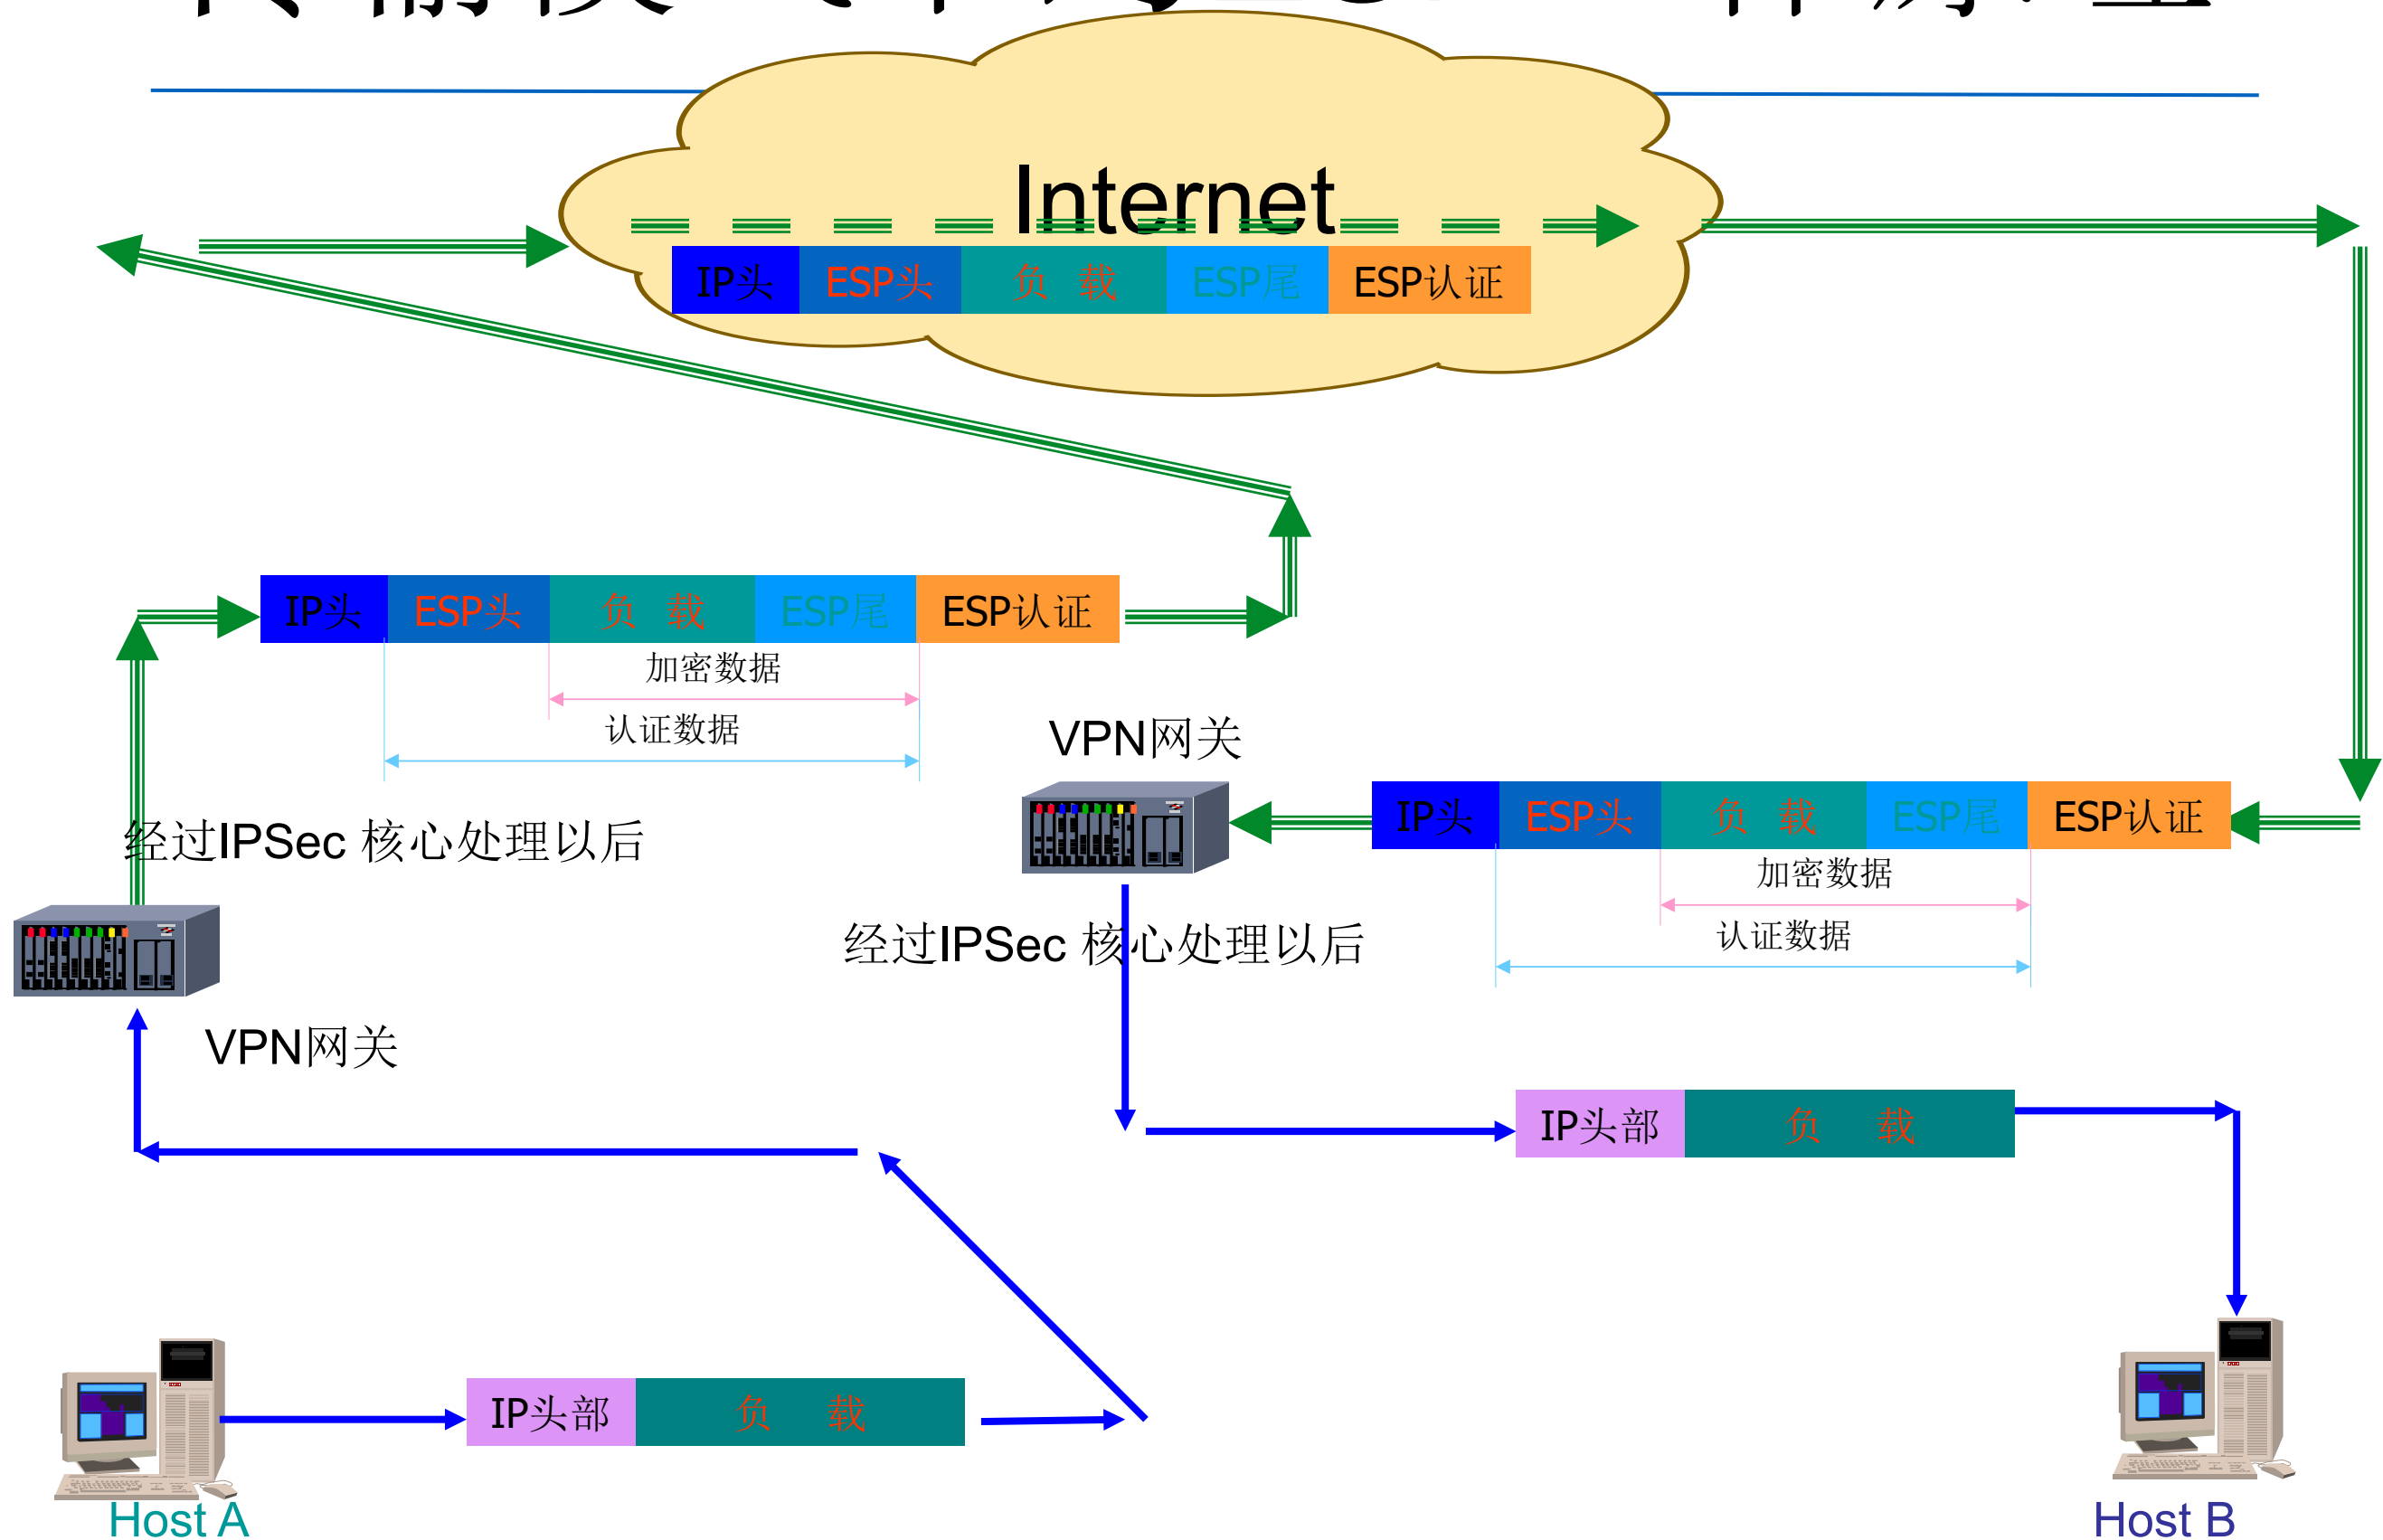 Internet
IP头 ESP头 负 载 ESP尾 ESP认证
IP头 ESP头 负 载 ESP尾 ESP认证
加密数据
认证数据
VPN网关
IP头 ESP头 负 载 ESP尾 ESP认证
经过IPSec 核心处理以后
加密数据
经过IPSec 核心处理以后
认证数据
VPN网关
IP头部 负 载
IP头部 负 载
Host A
Host B